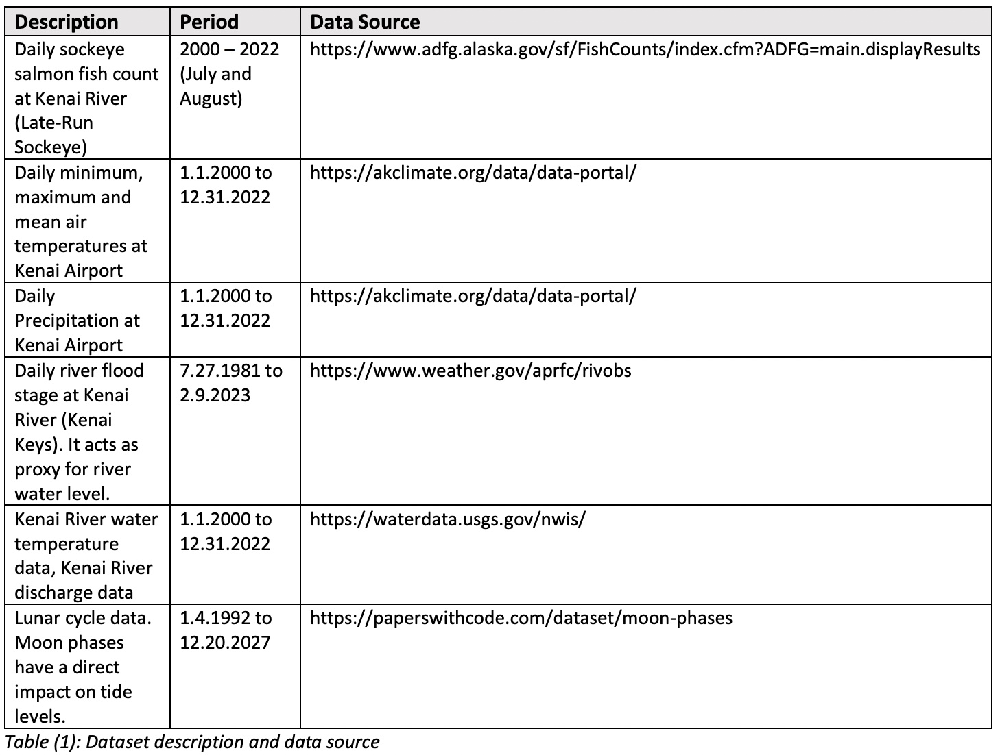 Description
Period
Data Source
Daily sockeye
salmon fish count
at Kenai River
(Late-Run
Sockeye)
2000 – 2022
(July and
August)
https://www.adfg.alaska.gov/sf/FishCounts/index.cfm?ADFG=main.displayResults
Daily minimum,
maximum and
mean air
temperatures at
Kenai Airport
1.1.2000 to
12.31.2022
https://akclimate.org/data/data-portal/
Daily
Precipitation at
Kenai Airport
1.1.2000 to
12.31.2022
https://akclimate.org/data/data-portal/
Daily river flood
stage at Kenai
River (Kenai
Keys). It acts as
proxy for river
water level.
7.27.1981 to
2.9.2023
https://www.weather.gov/aprfc/rivobs
Kenai River water
temperature
data, Kenai River
discharge data
1.1.2000 to
12.31.2022
https://waterdata.usgs.gov/nwis/
Lunar cycle data.
Moon phases
have a direct
impact on tide
levels.
1.4.1992 to
12.20.2027
https://paperswithcode.com/dataset/moon-phases
Table (1): Dataset description and data source